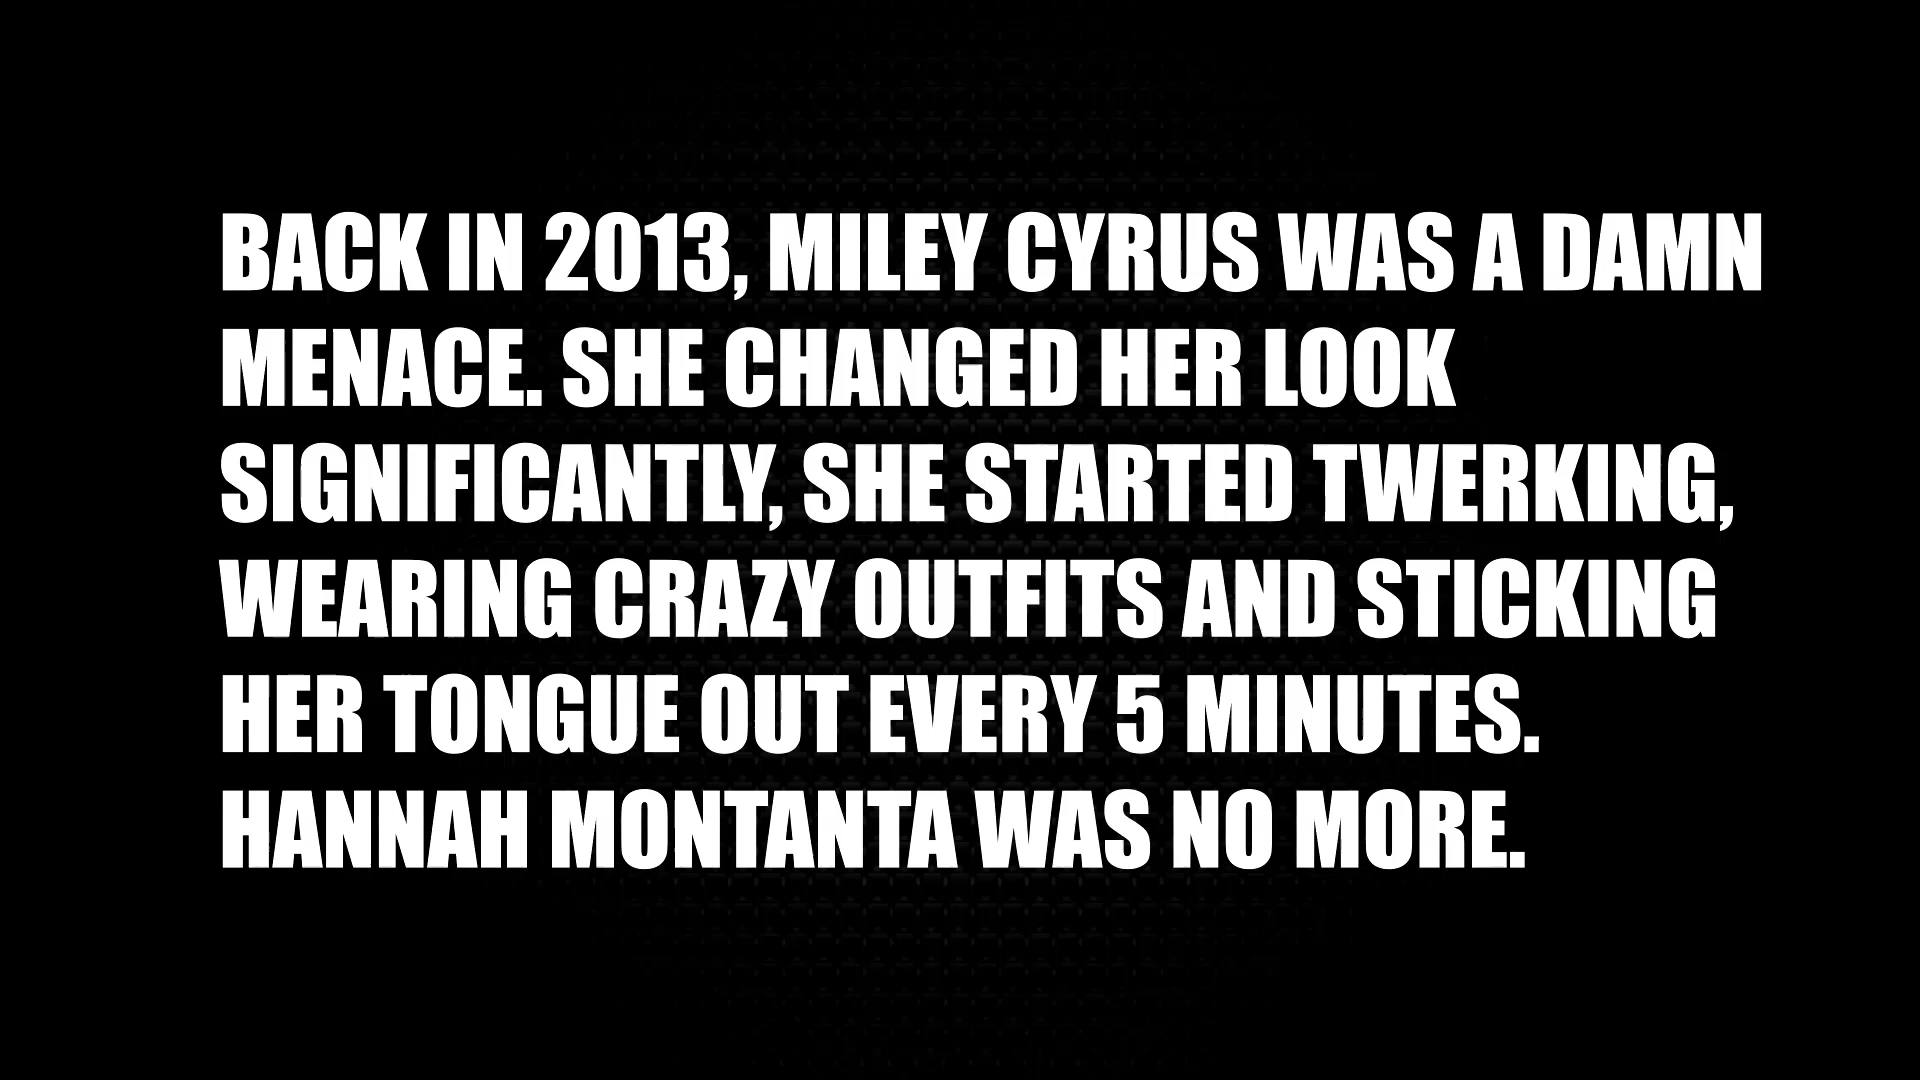 BACK IN 2013, MILEY CYRUS WAS A DAMN
MENACE. SHE CHANGED HER LOOK
SIGNIFICANTLY, SHE STARTED TWERKING,
WEARING CRAZY OUTFITS AND STICKING
HER TONGUE OUT EVERY 5 MINUTES.
HANNAH MONTANTA WAS NO MORE.